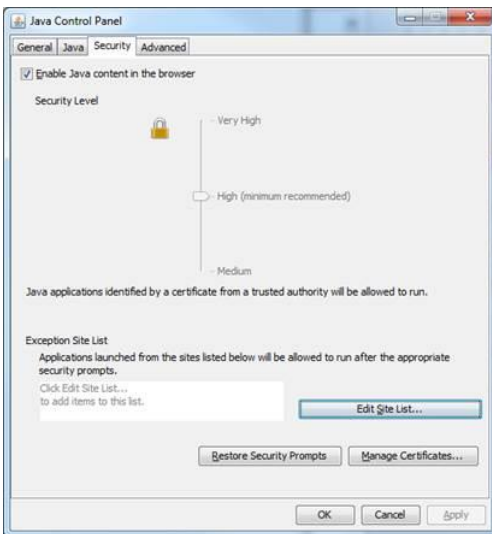 Java Control Panel
General Java Security Advanced
Enable Java content in the browser
Security Level
- Very High
- High (minimum recommended)
- Medium
Java applications identified by a certificate from a trusted authority will be allowed to run.
Exception Site List
Applications launched from the sites listed below will be allowed to run after the appropriate
security prompts.
Click Edit Site List...
to add items to this list.
Edit Site List...
Restore Security Prompts Manage Certificates...
OK Cancel Apply